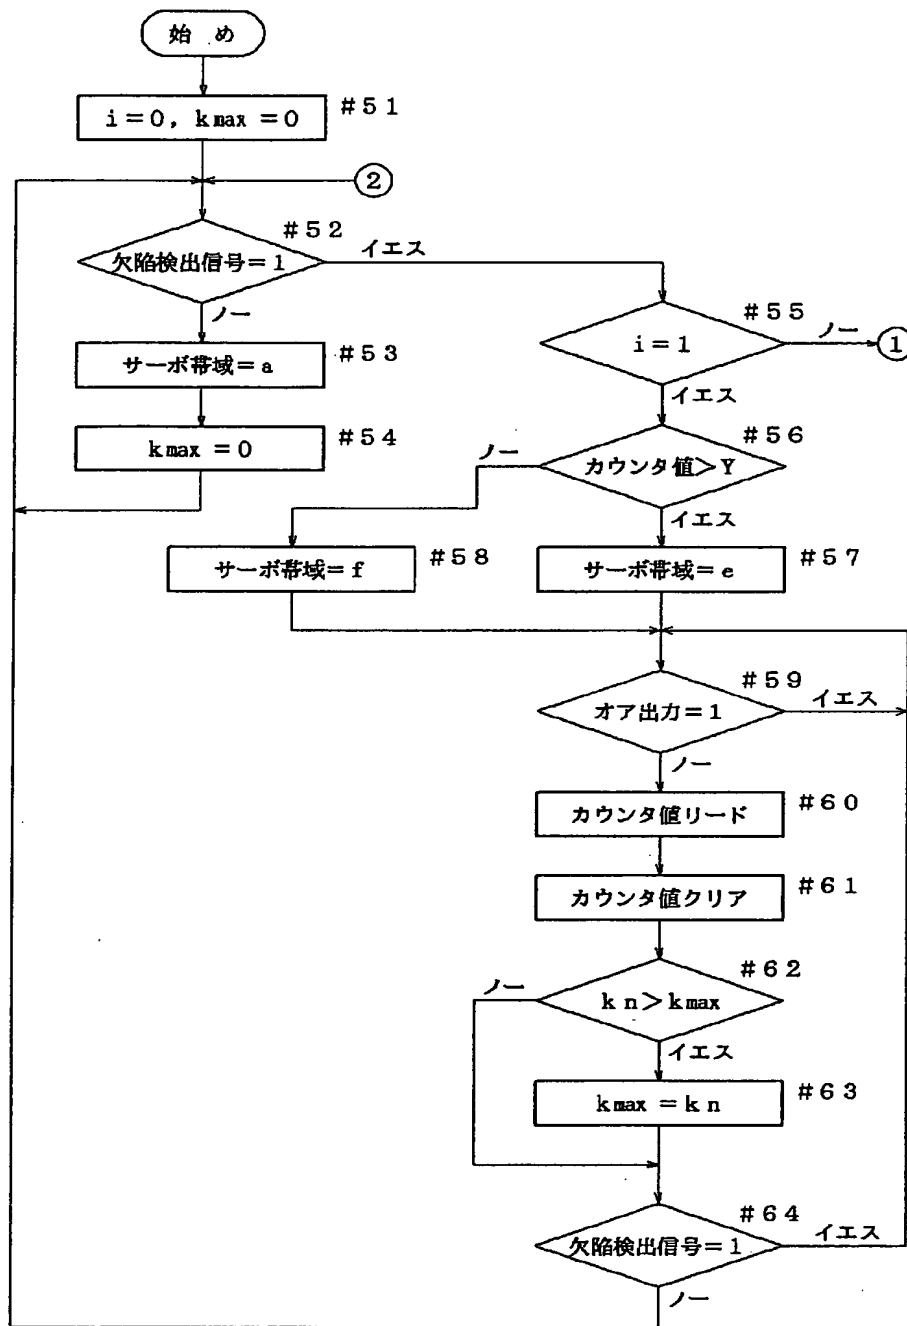 始 め
i=0, kmax=0
#51
②
欠陥検出信号=1
#52
イエス
ノー
サーボ帯域=a
#53
kmax=0
#54
i=1
#55
ノー
①
イエス
カウンタ値>Y
#56
ノー
イエス
サーボ帯域=f
#58
サーボ帯域=e
#57
オア出力=1
#59
イエス
ノー
カウンタ値リード
#60
カウンタ値クリア
#61
kn>kmax
#62
ノー
イエス
kmax=kn
#63
欠陥検出信号=1
#64
イエス
ノー